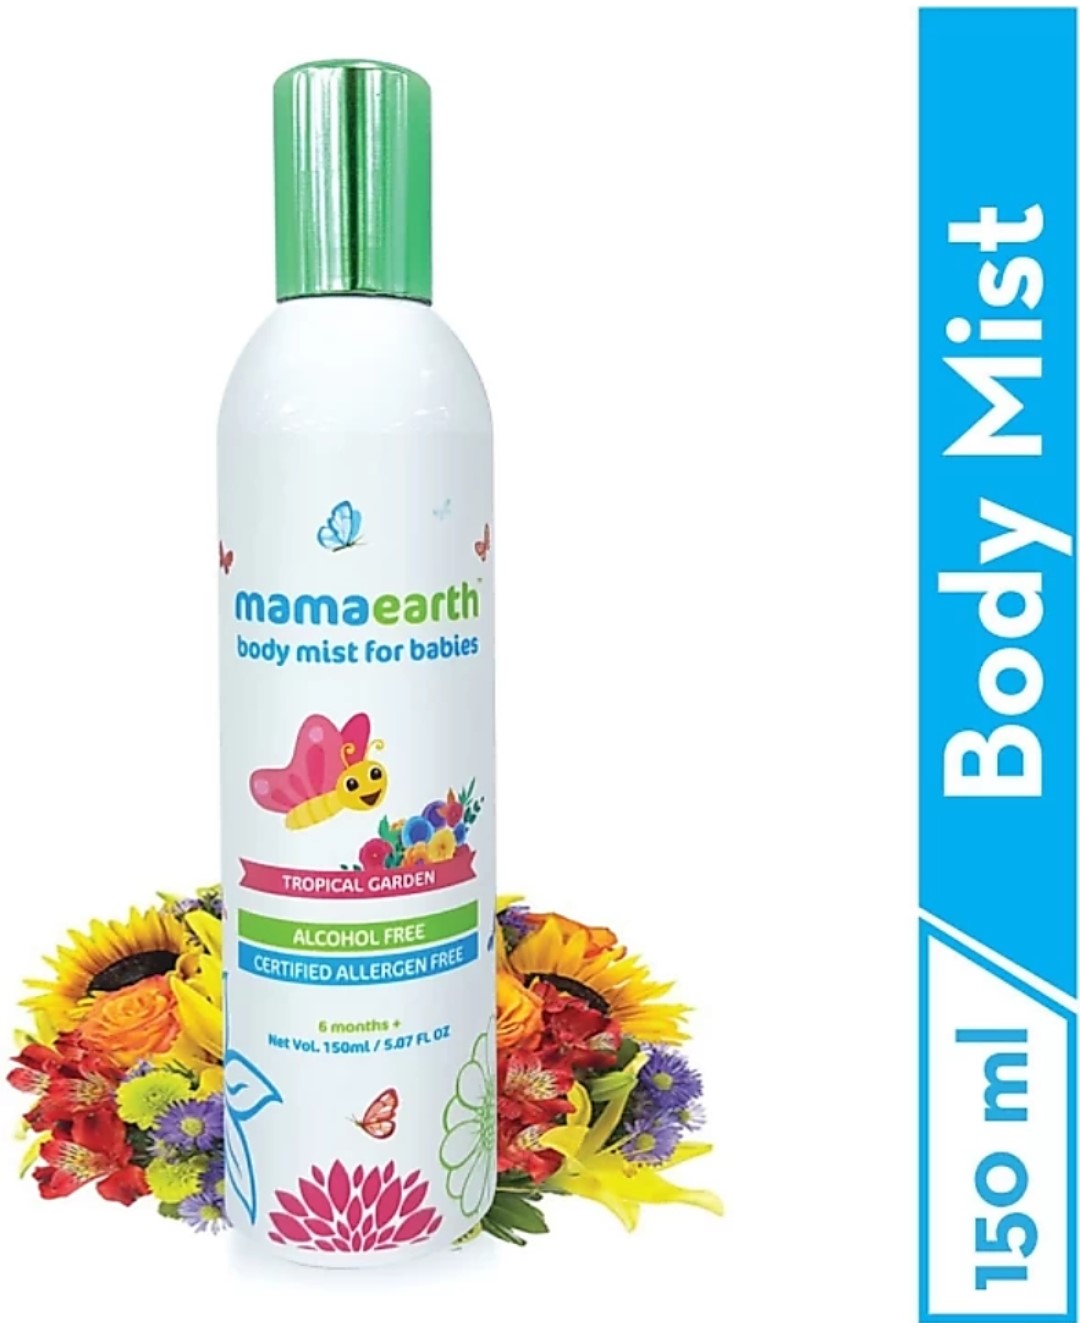 mamaearth™
body mist for babies
TROPICAL GARDEN
ALCOHOL FREE
CERTIFIED ALLERGEN FREE
6 months +
Net Vol. 150ml / 5.07 FL OZ
Body Mist
150 ml